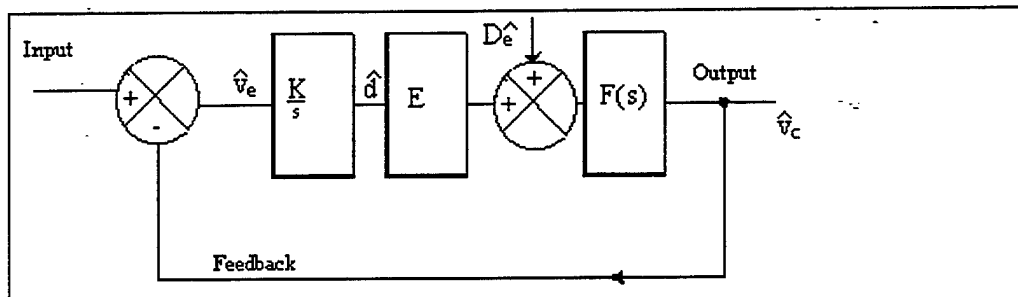 Input
+
-
v̂e
K
s
d̂
E
Dê
+
+
F(s)
Output
v̂c
Feedback